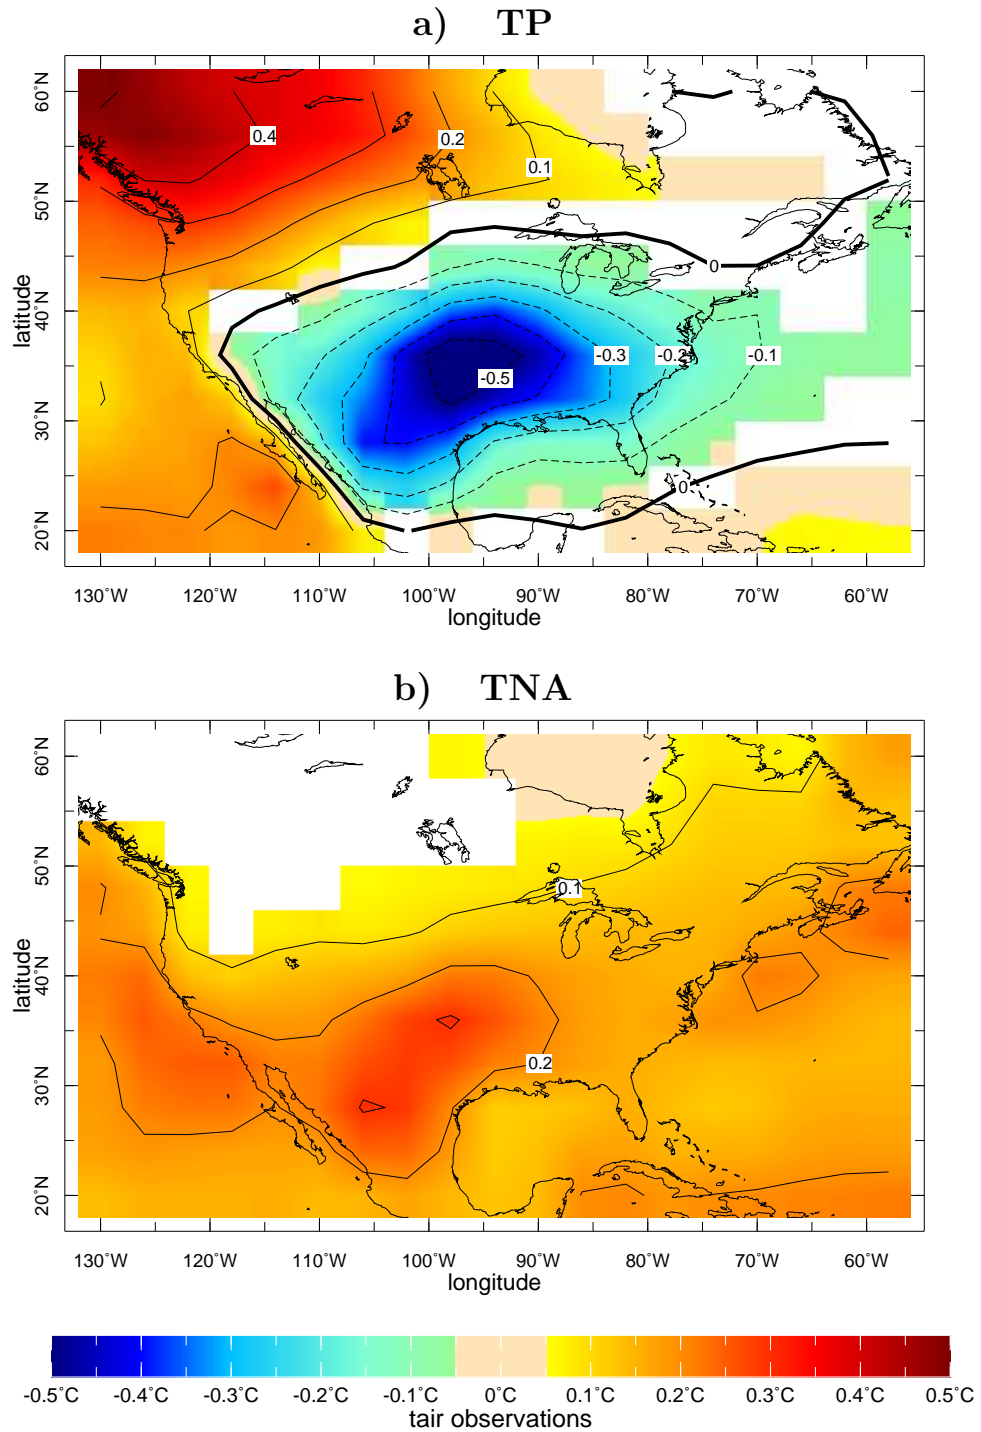 a) TP
60°N
50°N
40°N
30°N
20°N
latitude
0.4
0.2
0.1
0
-0.3
-0.2
-0.1
-0.5
0
130°W 120°W 110°W 100°W 90°W 80°W 70°W 60°W
longitude
b) TNA
60°N
50°N
40°N
30°N
20°N
latitude
0.1
0.2
130°W 120°W 110°W 100°W 90°W 80°W 70°W 60°W
longitude
-0.5°C -0.4°C -0.3°C -0.2°C -0.1°C 0°C 0.1°C 0.2°C 0.3°C 0.4°C 0.5°C
tair observations